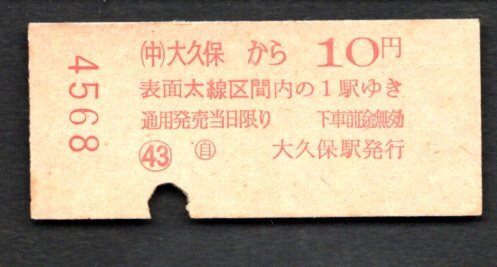 4568
㊥大久保 から 10円
表面太線区間内の1駅ゆき
通用発売当日限り 下車前途無効
㊸ ㊀自 大久保駅発行